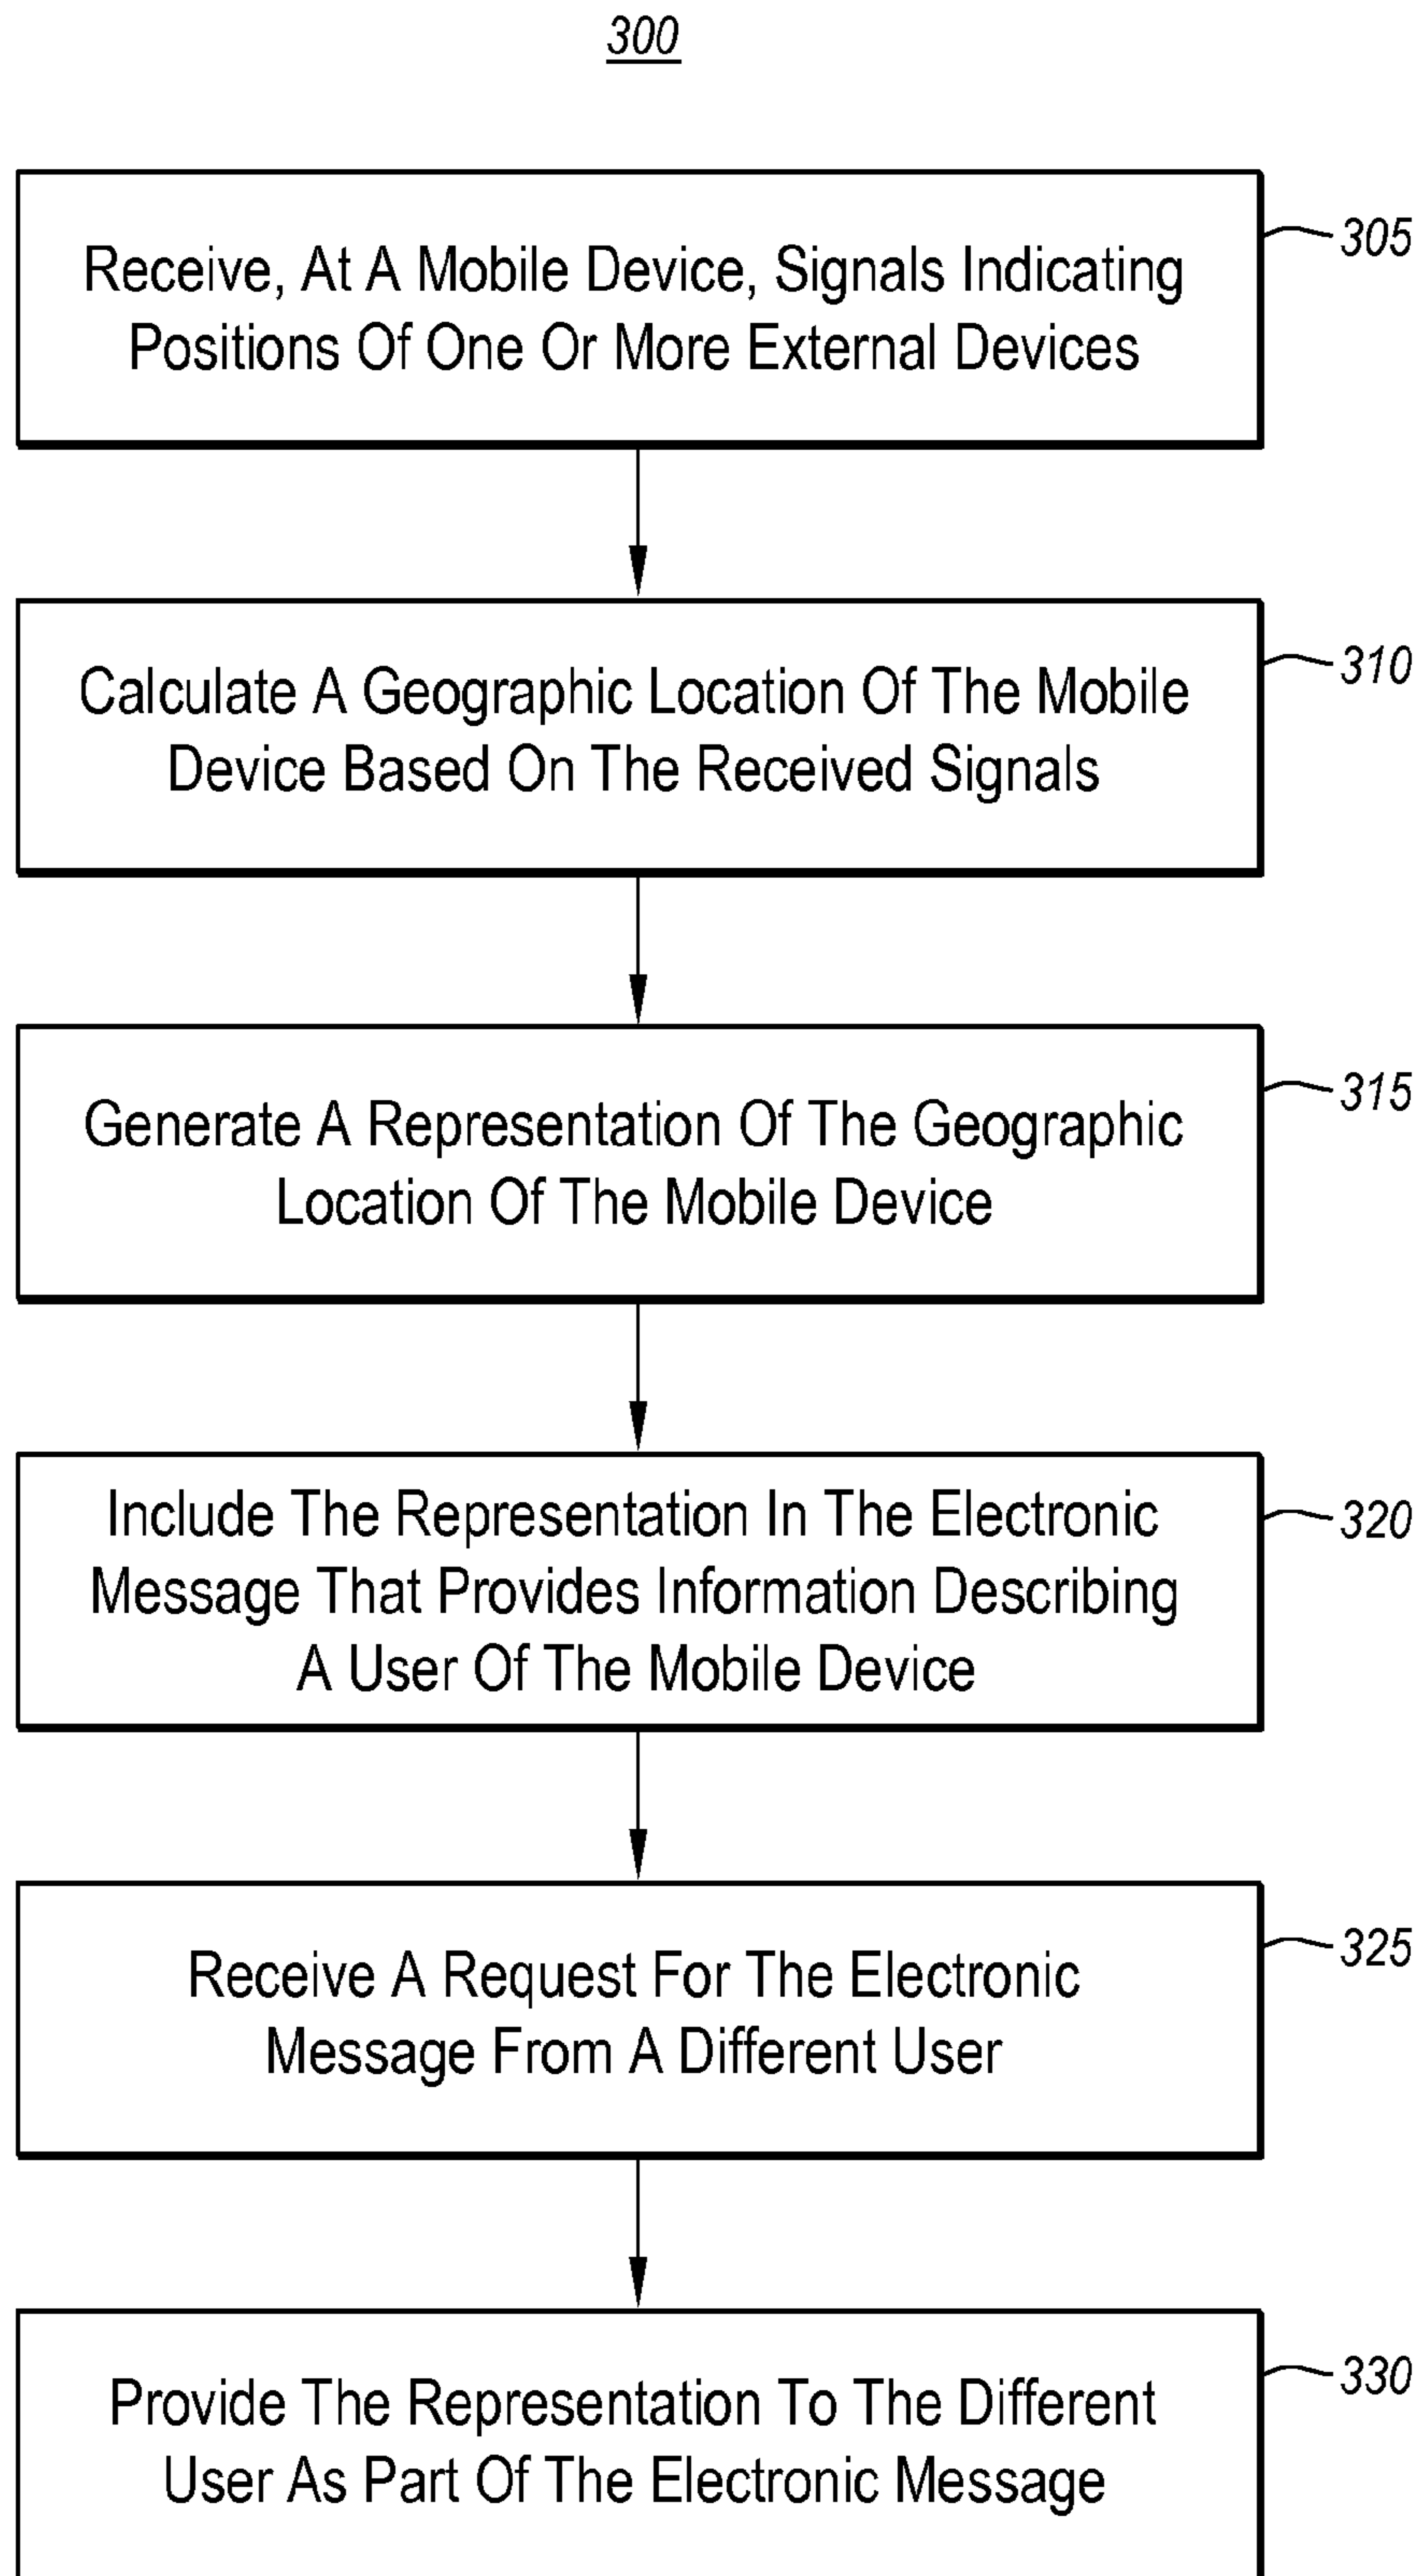 300
Receive, At A Mobile Device, Signals Indicating
Positions Of One Or More External Devices
305
Calculate A Geographic Location Of The Mobile
Device Based On The Received Signals
310
Generate A Representation Of The Geographic
Location Of The Mobile Device
315
Include The Representation In The Electronic
Message That Provides Information Describing
A User Of The Mobile Device
320
Receive A Request For The Electronic
Message From A Different User
325
Provide The Representation To The Different
User As Part Of The Electronic Message
330